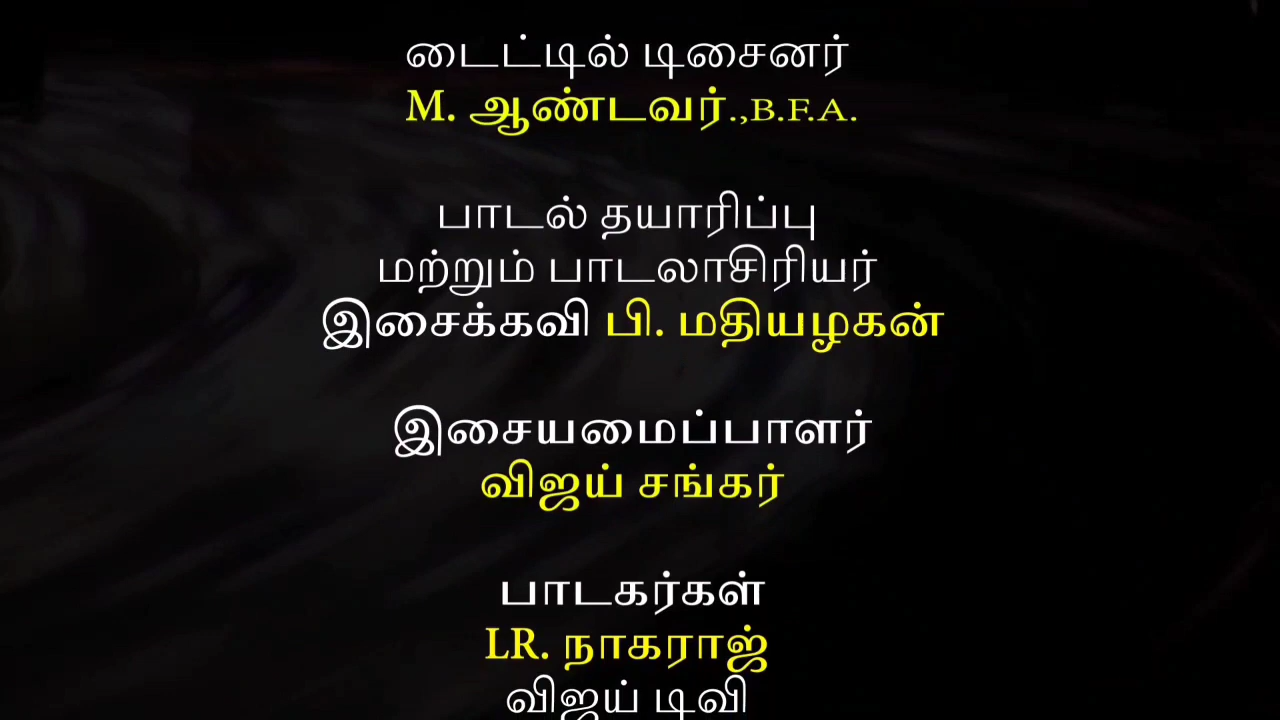 டைட்டில் டிசைனர்
M. ஆண்டவர்.,B.F.A.
பாடல் தயாரிப்பு
மற்றும் பாடலாசிரியர்
இசைக்கவி பி. மதியழகன்
இசையமைப்பாளர்
விஜய் சங்கர்
பாடகர்கள்
LR. நாகராஜ்
விஜய் டிவி